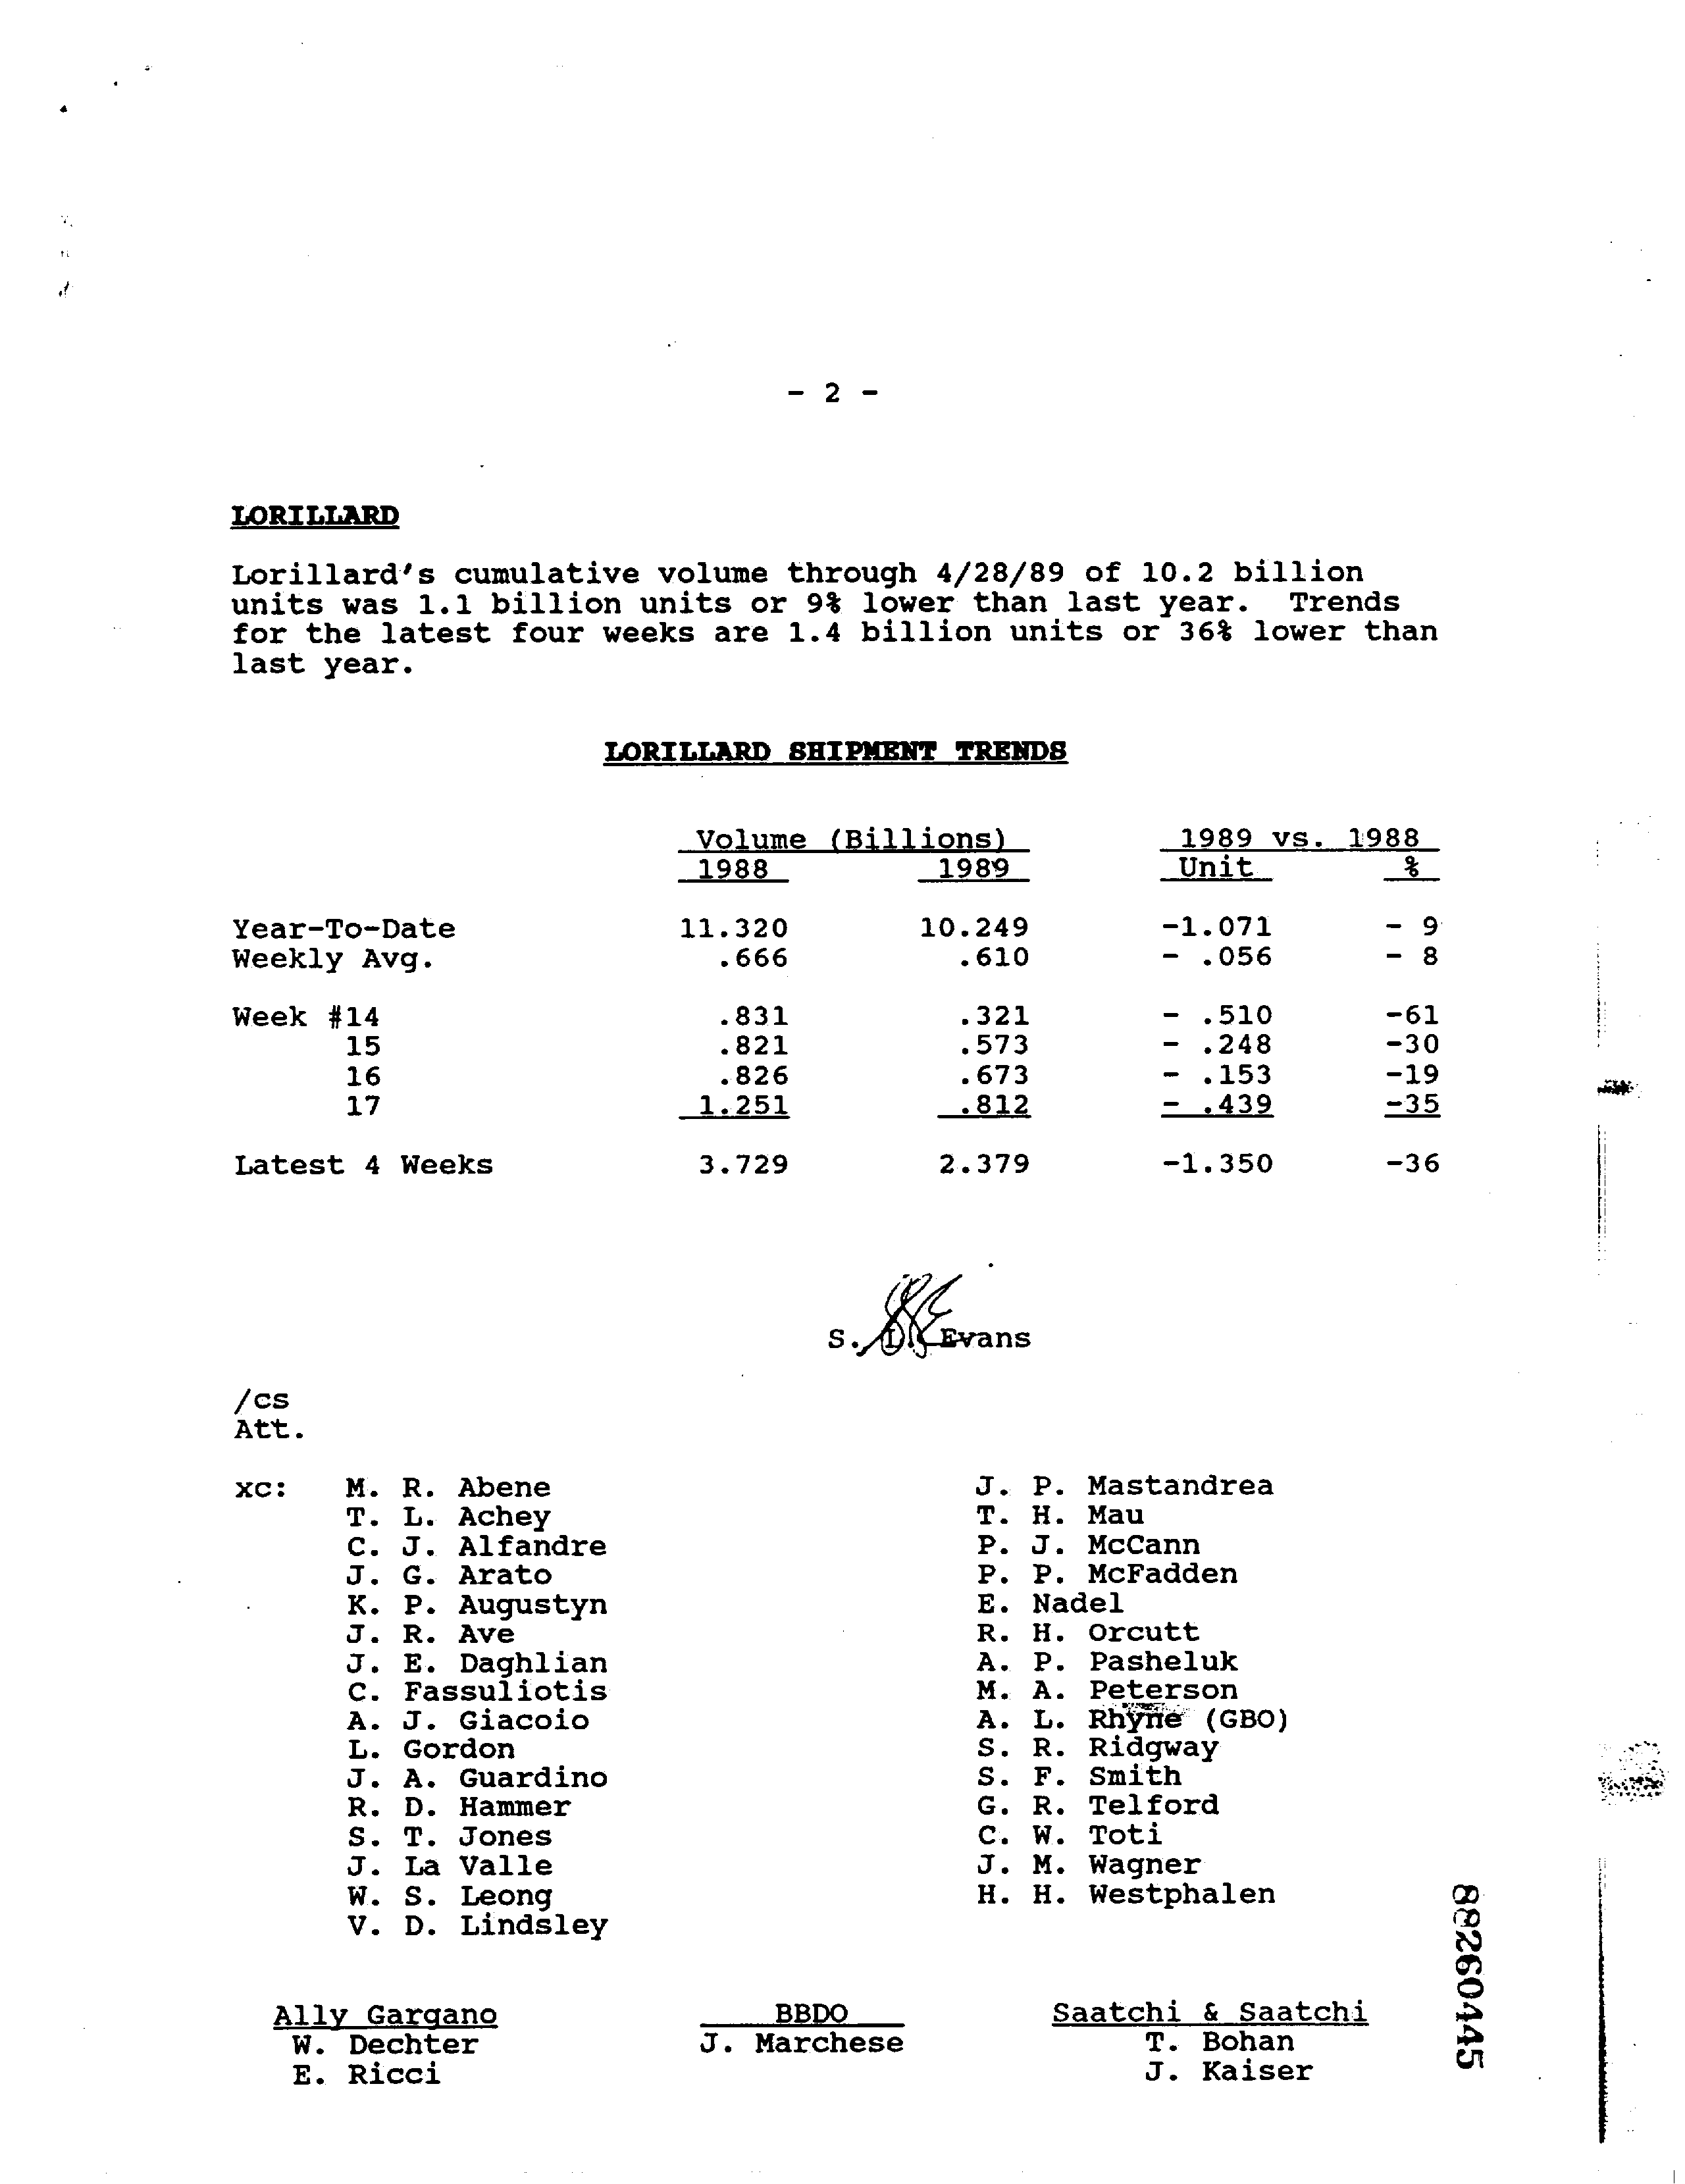 - 2 -
LORILLARD
Lorillard's cumulative volume through 4/28/89 of 10.2 billion
units was 1.1 billion units or 9% lower than last year. Trends
for the latest four weeks are 1.4 billion units or 36% lower than
last year.
LORILLARD SHIPMENT TRENDS
Volume (Billions) 1989 vs. 1988
1988 1989 Unit %
Year-To-Date 11.320 10.249 -1.071 - 9
Weekly Avg. .666 .610 - .056 - 8
Week #14 .831 .321 - .510 -61
15 .821 .573 - .248 -30
16 .826 .673 - .153 -19
17 1.251 .812 - .439 -35
Latest 4 Weeks 3.729 2.379 -1.350 -36
S. L. Evans
/cs
Att.
xc: M. R. Abene J. P. Mastandrea
T. L. Achey T. H. Mau
C. J. Alfandre P. J. McCann
J. G. Arato P. P. McFadden
K. P. Augustyn E. Nadel
J. R. Ave R. H. Orcutt
J. E. Daghlian A. P. Pasheluk
C. Fassuliotis M. A. Peterson
A. J. Giacoio A. L. Rhyne (GBO)
L. Gordon S. R. Ridgway
J. A. Guardino S. F. Smith
R. D. Hammer G. R. Telford
S. T. Jones C. W. Toti
J. La Valle J. M. Wagner
W. S. Leong H. H. Westphalen
V. D. Lindsley
Ally Gargano BBDO Saatchi & Saatchi
W. Dechter J. Marchese T. Bohan
E. Ricci J. Kaiser
88260445